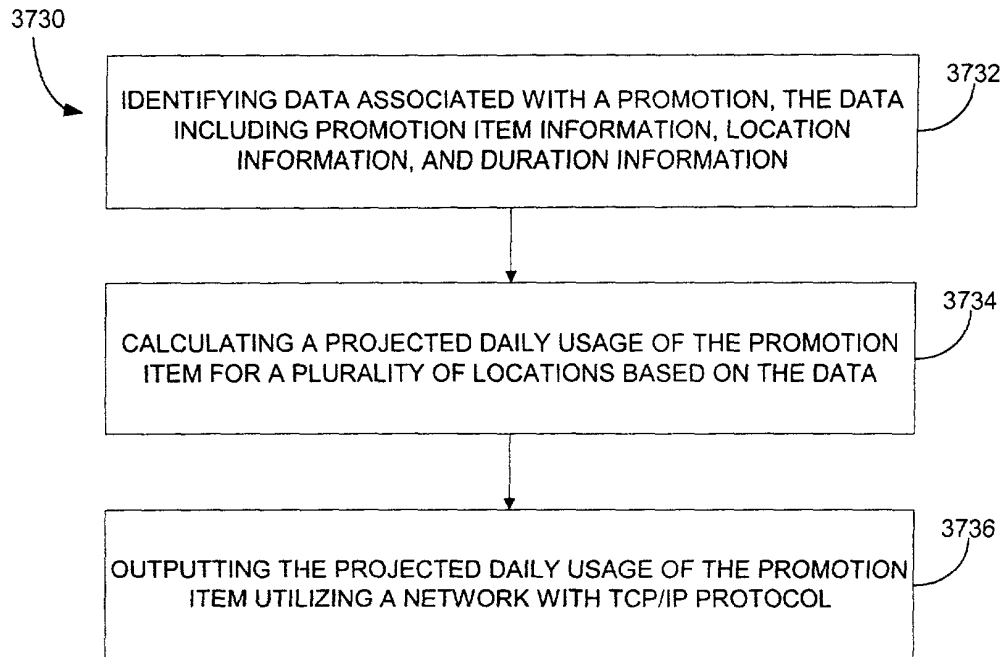 3730
3732
IDENTIFYING DATA ASSOCIATED WITH A PROMOTION, THE DATA
INCLUDING PROMOTION ITEM INFORMATION, LOCATION
INFORMATION, AND DURATION INFORMATION
3734
CALCULATING A PROJECTED DAILY USAGE OF THE PROMOTION
ITEM FOR A PLURALITY OF LOCATIONS BASED ON THE DATA
3736
OUTPUTTING THE PROJECTED DAILY USAGE OF THE PROMOTION
ITEM UTILIZING A NETWORK WITH TCP/IP PROTOCOL